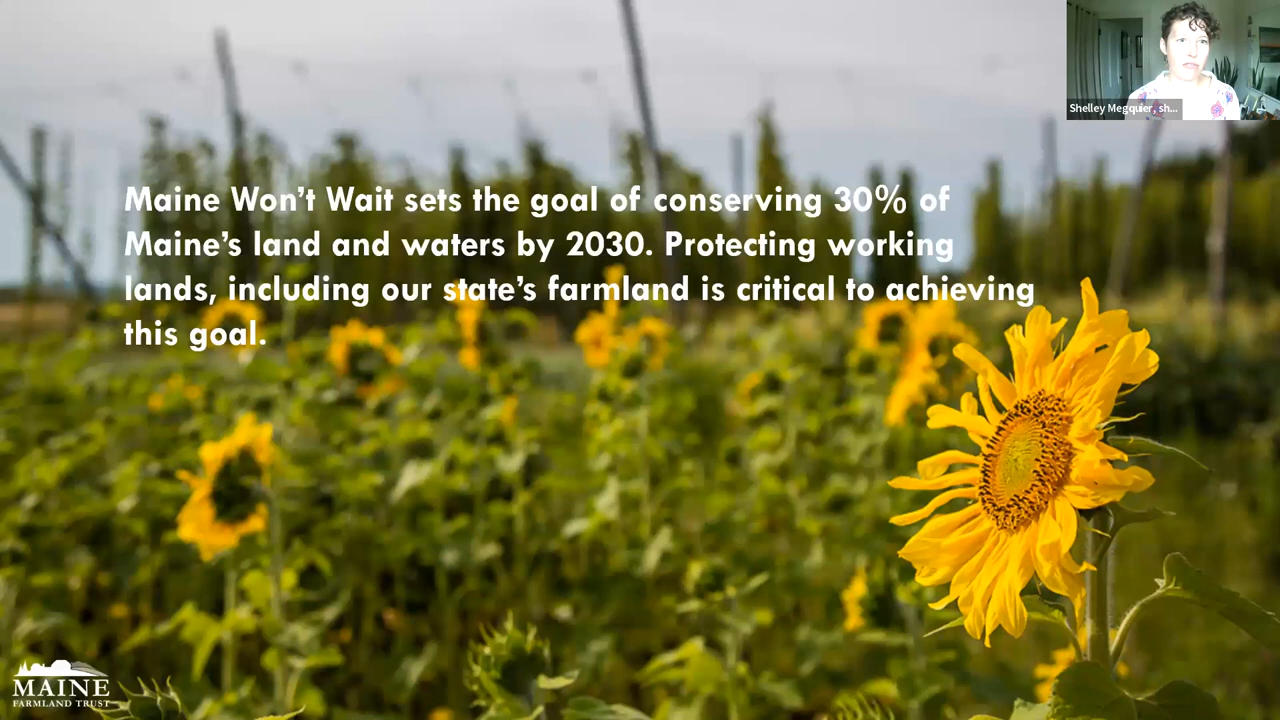 Shelley Megquier, sh...
Maine Won't Wait sets the goal of conserving 30% of
Maine's land and waters by 2030. Protecting working
lands, including our state's farmland is critical to achieving
this goal.
MAINE
FARMLAND TRUST